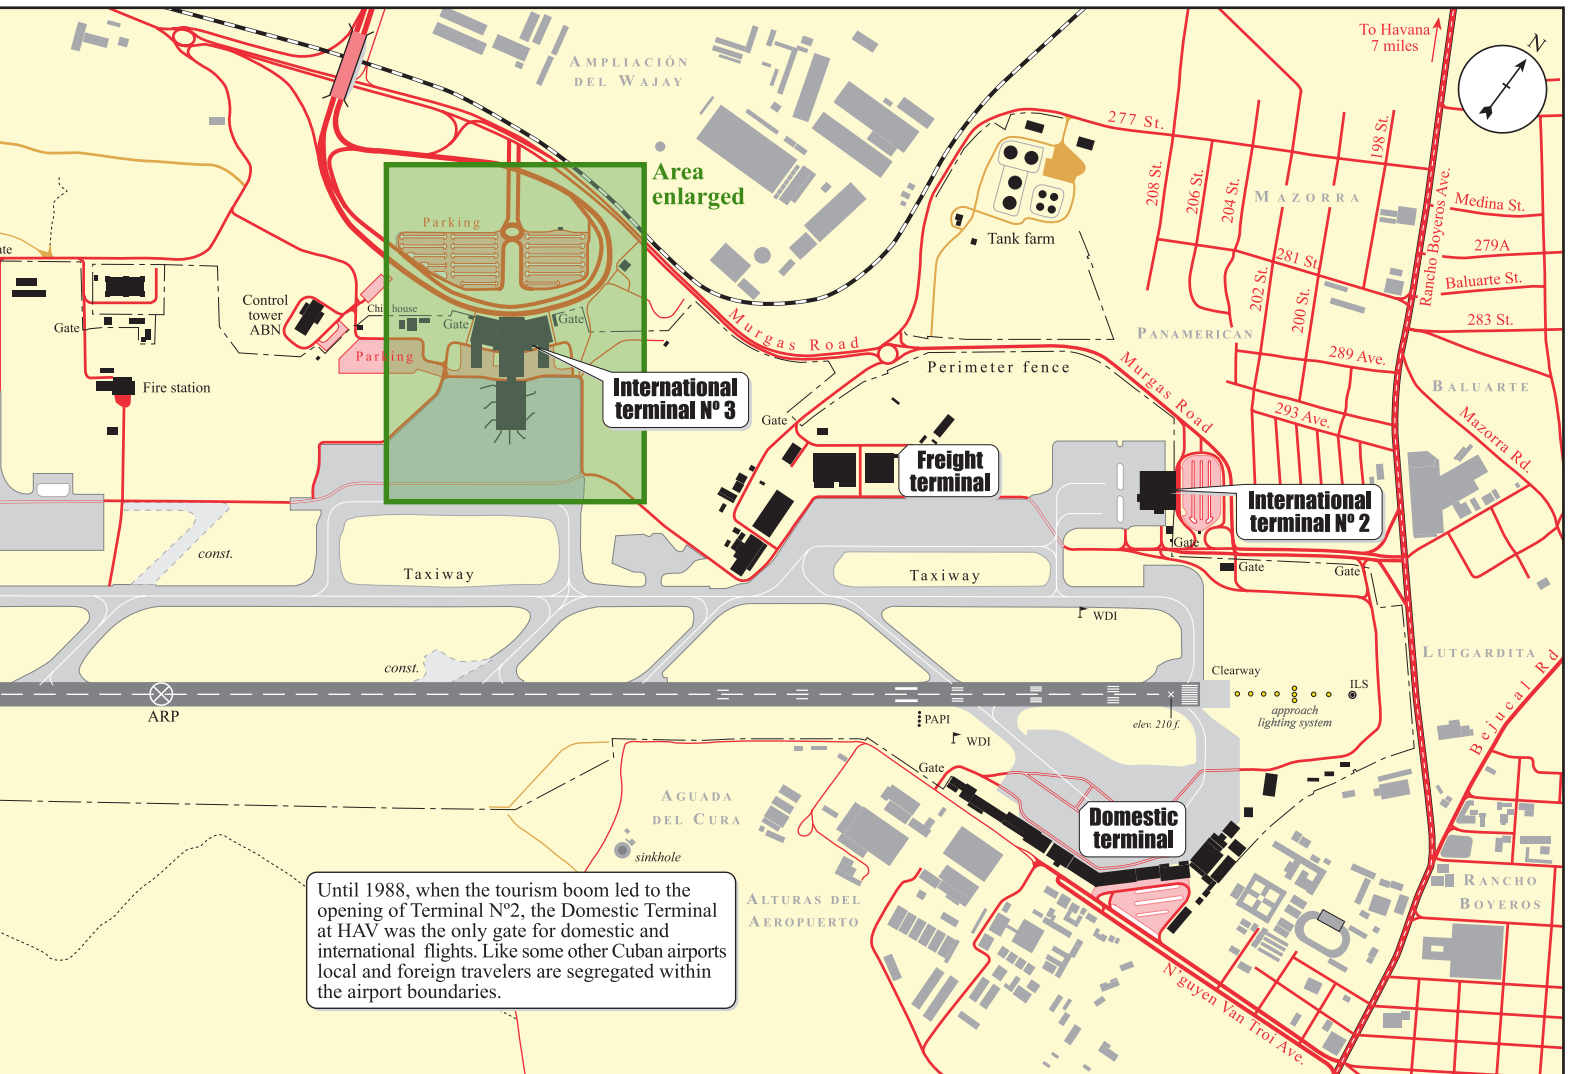 To Havana
7 miles
N
AMPLIACIÓN
DEL WAJAY
277 St.
198 St.
208 St.
206 St.
204 St.
MAZORRA
Rancho Boyeros Ave.
Medina St.
279A
Baluarte St.
283 St.
281 St.
202 St.
200 St.
289 Ave.
293 Ave.
PANAMERICAN
BALUARTE
Mazorra Rd.
Area
enlarged
Parking
Tank farm
Control
tower
ABN
Gate
Gate
Gate
Parking
Murgas Road
Murgas Road
Perimeter fence
Fire station
International
terminal Nº 3
Gate
Freight
terminal
International
terminal Nº 2
Gate
Gate
Gate
const.
Taxiway
Taxiway
WDI
const.
LUTGARDITA
Bejucal Rd
Clearway
ILS
approach
lighting system
elev. 210 f.
ARP
PAPI
WDI
Gate
AGUADA
DEL CURA
sinkhole
Domestic
terminal
ALTURAS DEL
AEROPUERTO
RANCHO
BOYEROS
N'guyen Van Troi Ave.
Until 1988, when the tourism boom led to the
opening of Terminal Nº2, the Domestic Terminal
at HAV was the only gate for domestic and
international flights. Like some other Cuban airports
local and foreign travelers are segregated within
the airport boundaries.